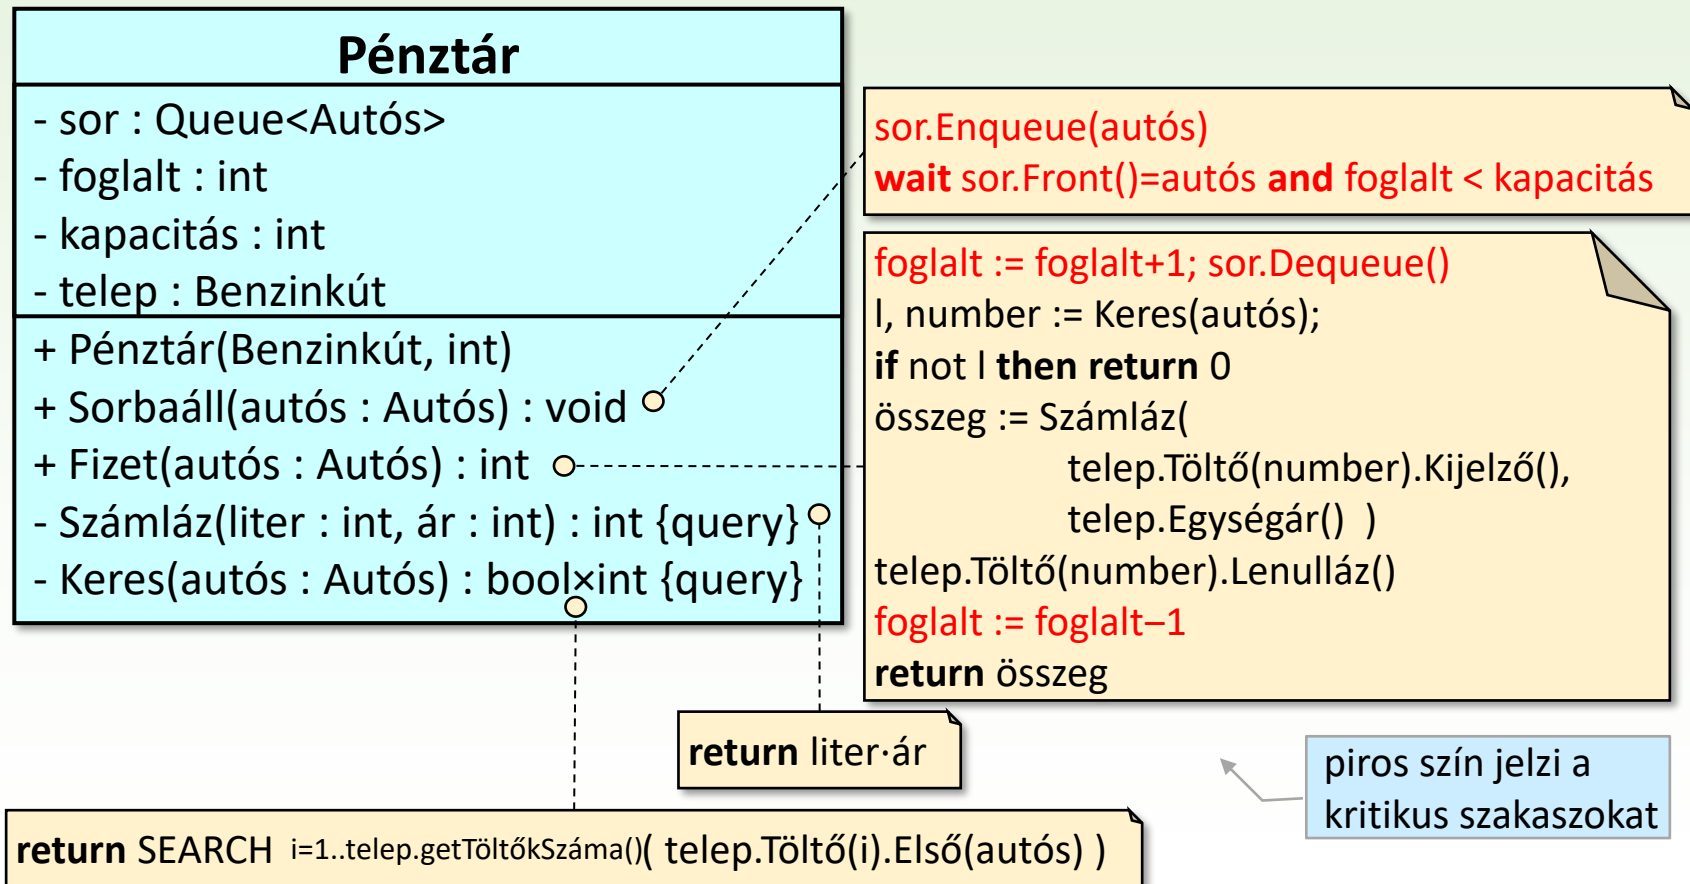 Pénztár
- sor : Queue<Autós>
- foglalt : int
- kapacitás : int
- telep : Benzinkút
+ Pénztár(Benzinkút, int)
+ Sorbaáll(autós : Autós) : void
+ Fizet(autós : Autós) : int
- Számláz(liter : int, ár : int) : int {query}
- Keres(autós : Autós) : bool×int {query}
sor.Enqueue(autós)
wait sor.Front()=autós and foglalt < kapacitás
foglalt := foglalt+1; sor.Dequeue()
l, number := Keres(autós);
if not l then return 0
összeg := Számláz(
telep.Töltő(number).Kijelző(),
telep.Egységár() )
telep.Töltő(number).Lenulláz()
foglalt := foglalt–1
return összeg
return liter·ár
piros szín jelzi a
kritikus szakaszokat
return SEARCH i=1..telep.getTöltőkSzáma()( telep.Töltő(i).Első(autós) )